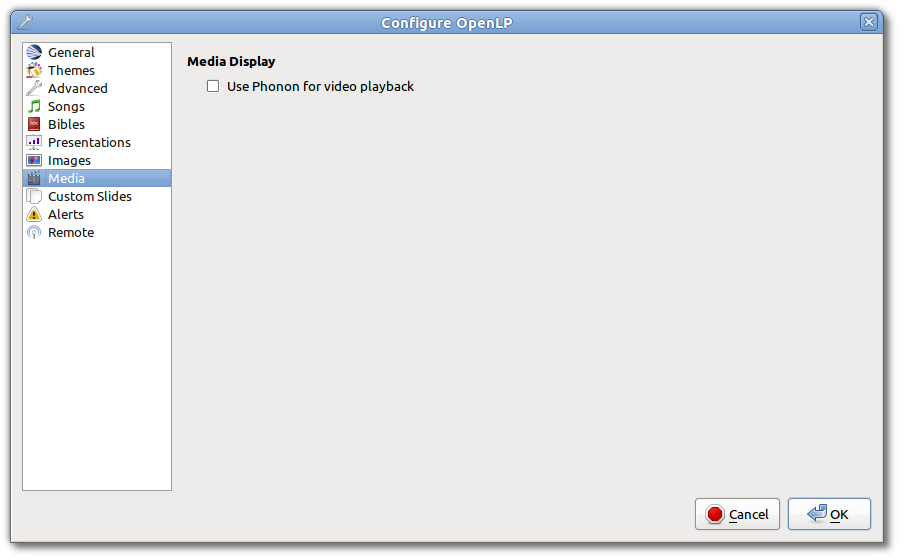 Configure OpenLP
General
Themes
Advanced
Songs
Bibles
Presentations
Images
Media
Custom Slides
Alerts
Remote
Media Display
Use Phonon for video playback
Cancel
OK